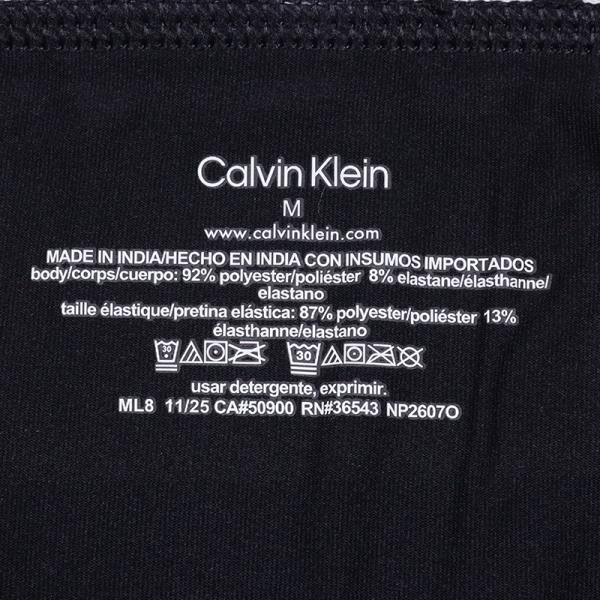 Calvin Klein
M
www.calvinklein.com
MADE IN INDIA/HECHO EN INDIA CON INSUMOS IMPORTADOS
body/corps/cuerpo: 92% polyester/poliéster 8% elastane/élasthanne/
elastano
taille élastique/pretina elástica: 87% polyester/poliéster 13%
élasthanne/elastano
30 30
usar detergente, exprimir.
ML8 11/25 CA#50900 RN#36543 NP2607O